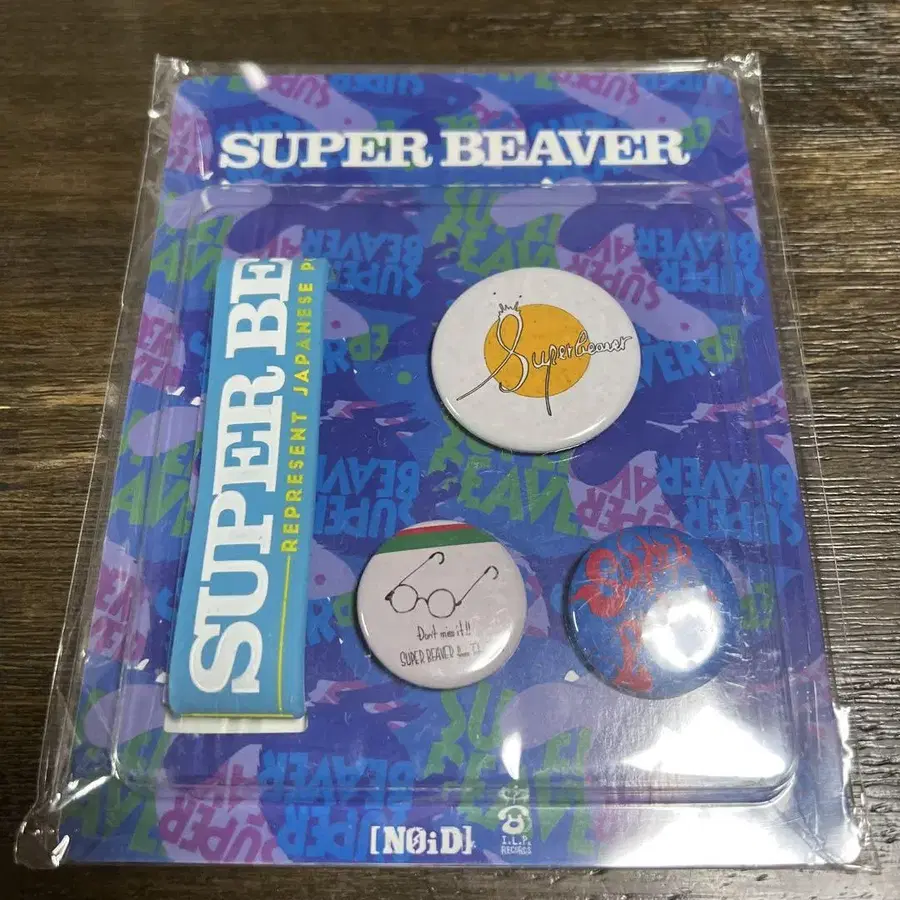 SUPER BEAVER
SUPER BE
REPRESENT JAPANESE P
Superbeaver
Don't miss it!!
SUPER BEAVER
[NØiD]
I.L.P.
RECORDS